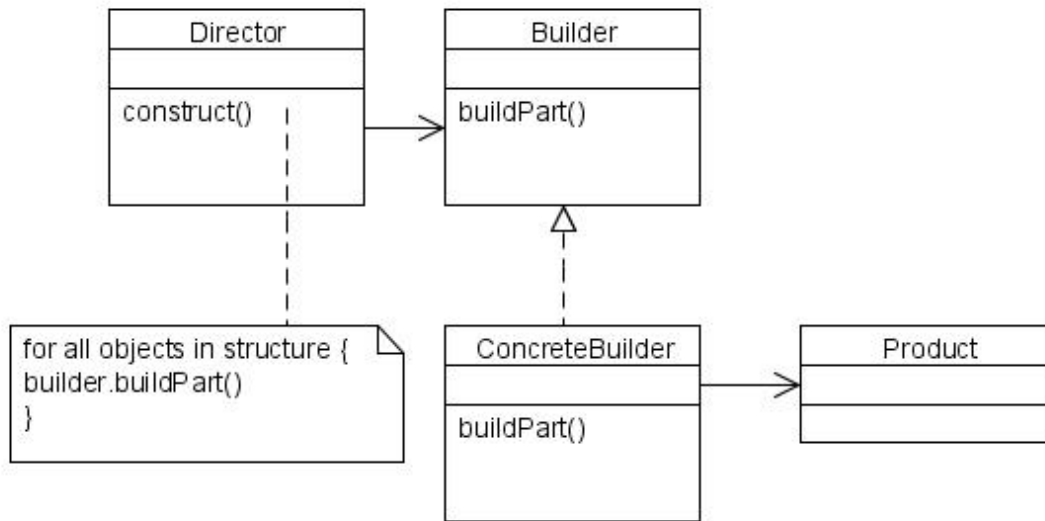 Director
construct()
Builder
buildPart()
for all objects in structure {
builder.buildPart()
}
ConcreteBuilder
buildPart()
Product